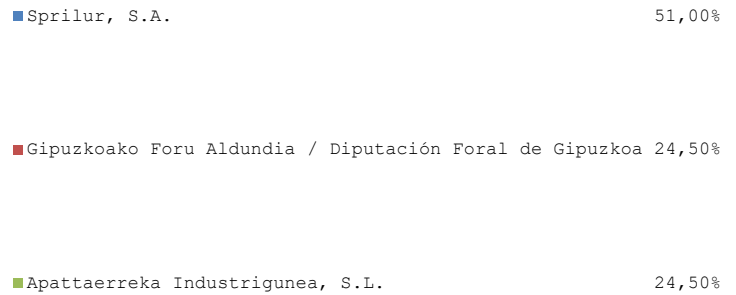 Sprilur, S.A. 51,00%
Gipuzkoako Foru Aldundia / Diputación Foral de Gipuzkoa 24,50%
Apattaerreka Industrigunea, S.L. 24,50%